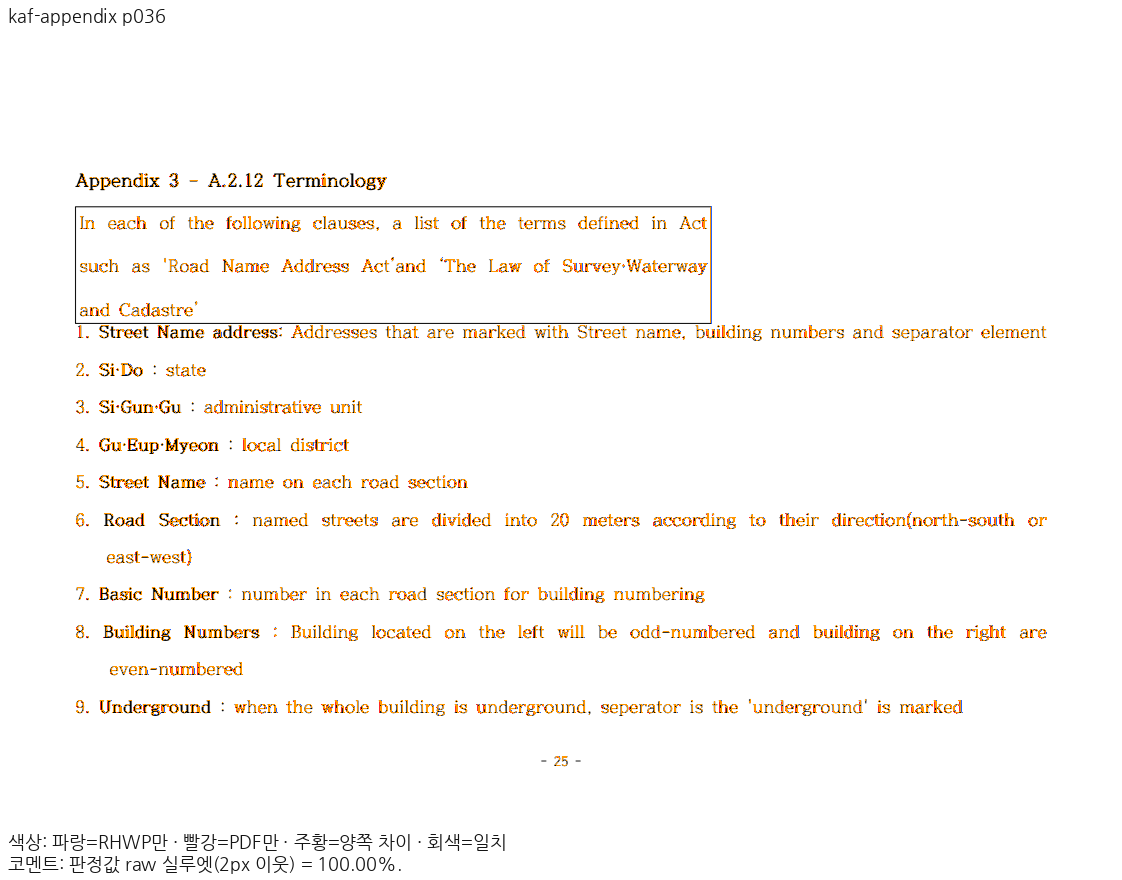 kaf-appendix p036
Appendix 3 - A.2.12 Terminology
In each of the following clauses, a list of the terms defined in Act
such as 'Road Name Address Act'and 'The Law of Survey·Waterway
and Cadastre'
1. Street Name address: Addresses that are marked with Street name, building numbers and separator element
2. Si·Do : state
3. Si·Gun·Gu : administrative unit
4. Gu·Eup·Myeon : local district
5. Street Name : name on each road section
6. Road Section : named streets are divided into 20 meters according to their direction(north-south or
east-west)
7. Basic Number : number in each road section for building numbering
8. Building Numbers : Building located on the left will be odd-numbered and building on the right are
even-numbered
9. Underground : when the whole building is underground, seperator is the 'underground' is marked
- 25 -
색상: 파랑=RHWP만 · 빨강=PDF만 · 주황=양쪽 차이 · 회색=일치
코멘트: 판정값 raw 실루엣(2px 이웃) = 100.00%.